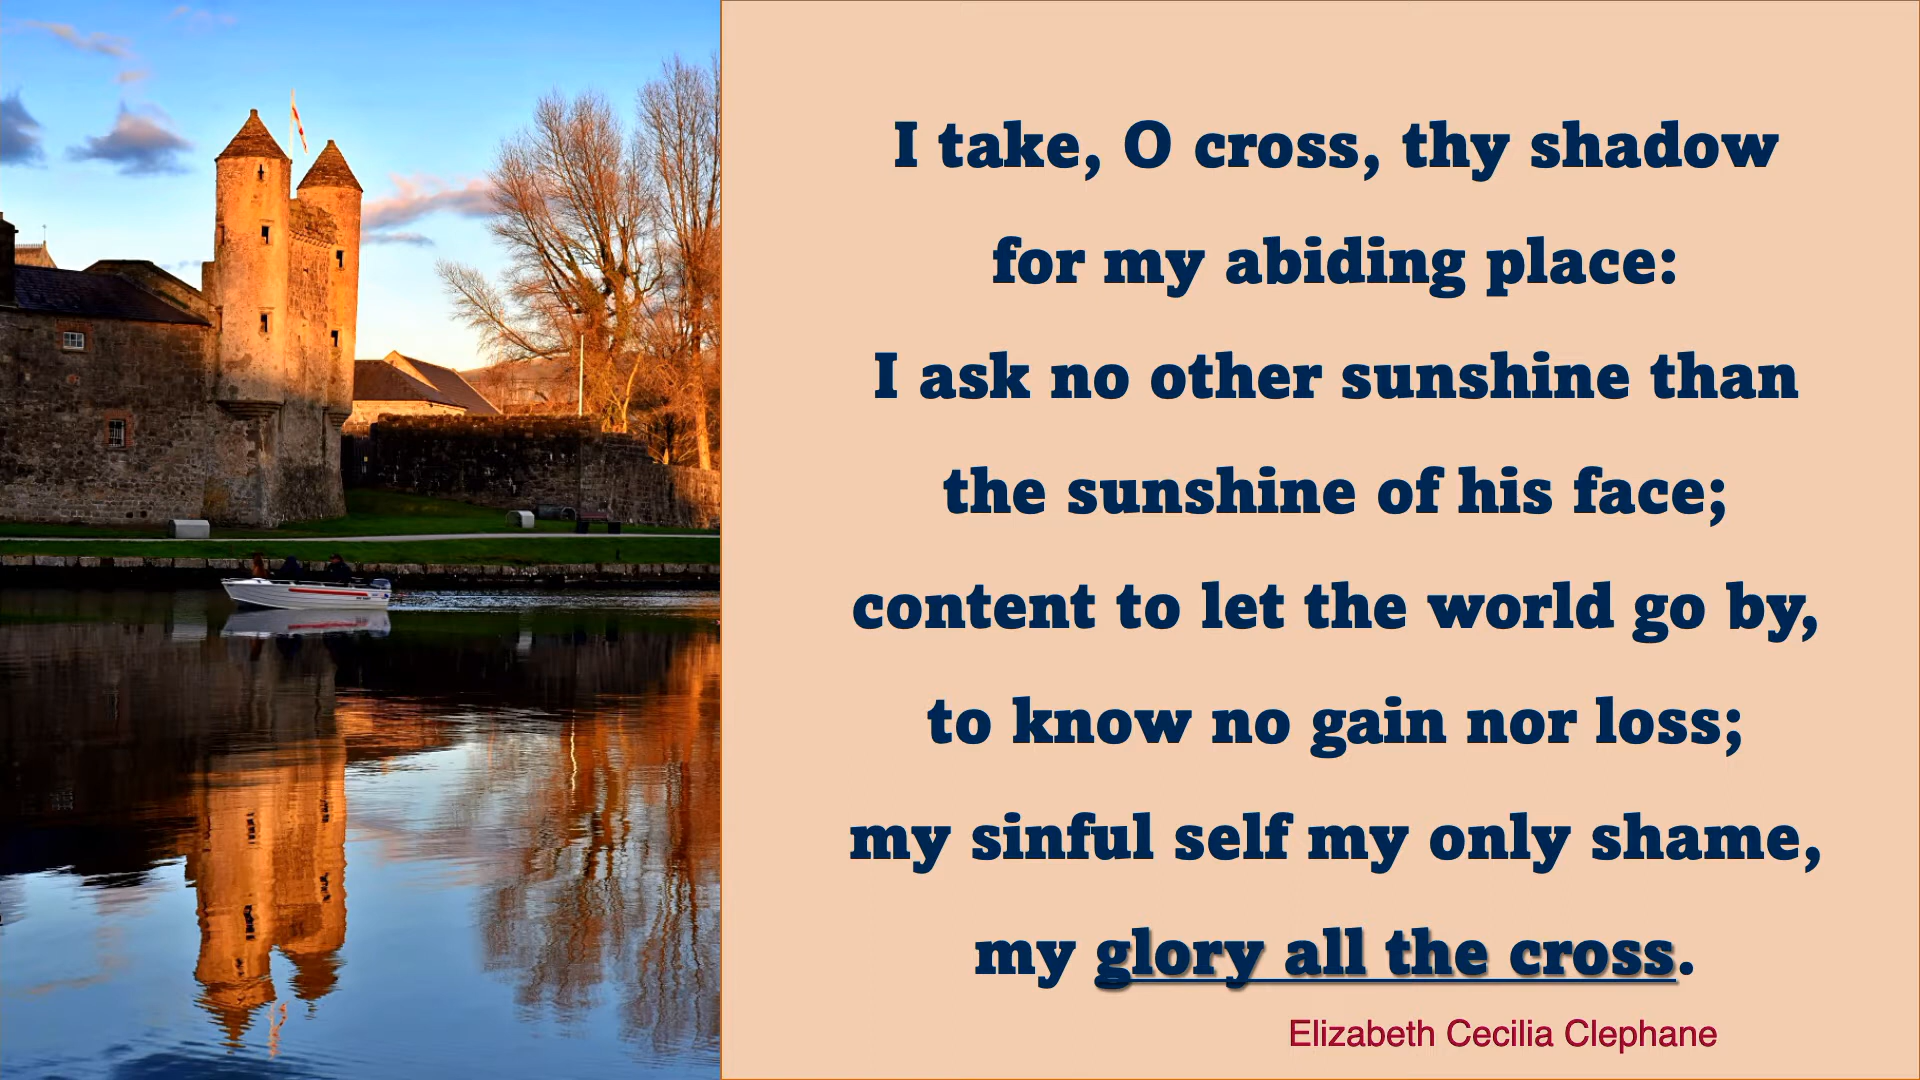 I take, O cross, thy shadow
for my abiding place:
I ask no other sunshine than
the sunshine of his face;
content to let the world go by,
to know no gain nor loss;
my sinful self my only shame,
my glory all the cross.
Elizabeth Cecilia Clephane